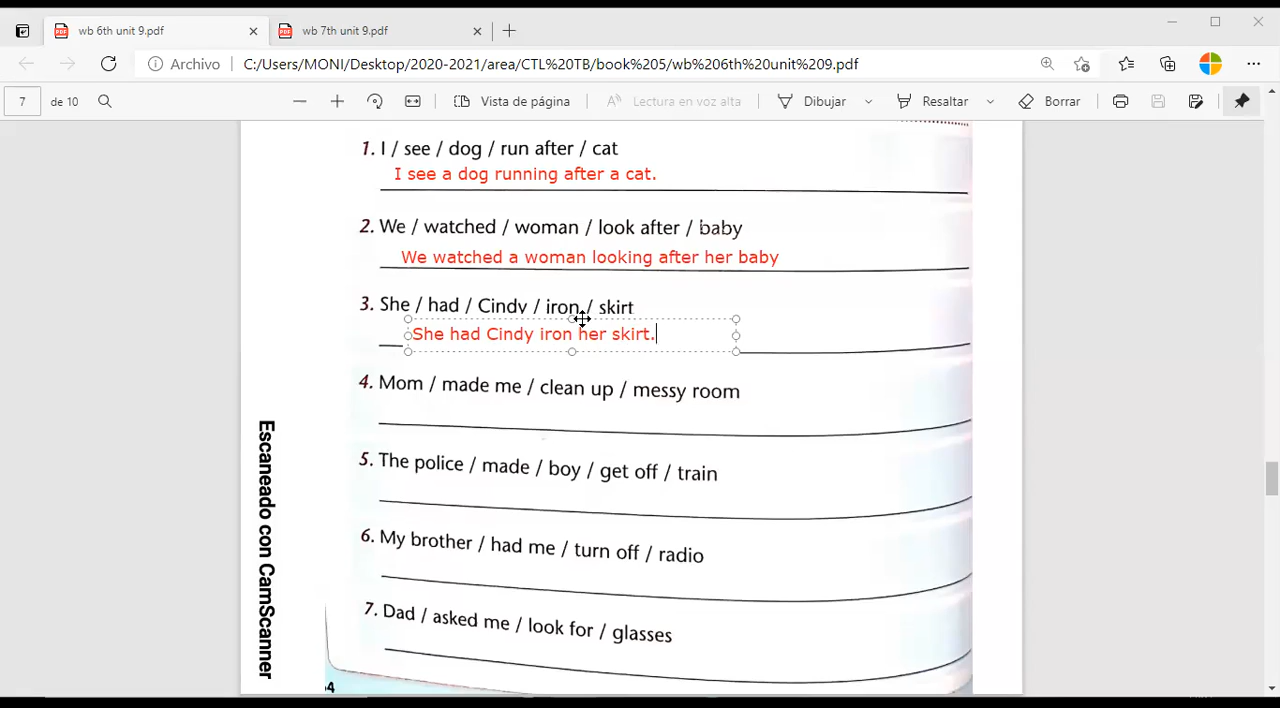 wb 6th unit 9.pdf
wb 7th unit 9.pdf
Archivo
C:/Users/MONI/Desktop/2020-2021/area/CTL%20TB/book%205/wb%206th%20unit%209.pdf
7 de 10
Vista de página
Lectura en voz alta
Dibujar
Resaltar
Borrar
1. I / see / dog / run after / cat
I see a dog running after a cat.
2. We / watched / woman / look after / baby
We watched a woman looking after her baby
3. She / had / Cindy / iron / skirt
She had Cindy iron her skirt.
4. Mom / made me / clean up / messy room
5. The police / made / boy / get off / train
6. My brother / had me / turn off / radio
7. Dad / asked me / look for / glasses
Escaneado con CamScanner